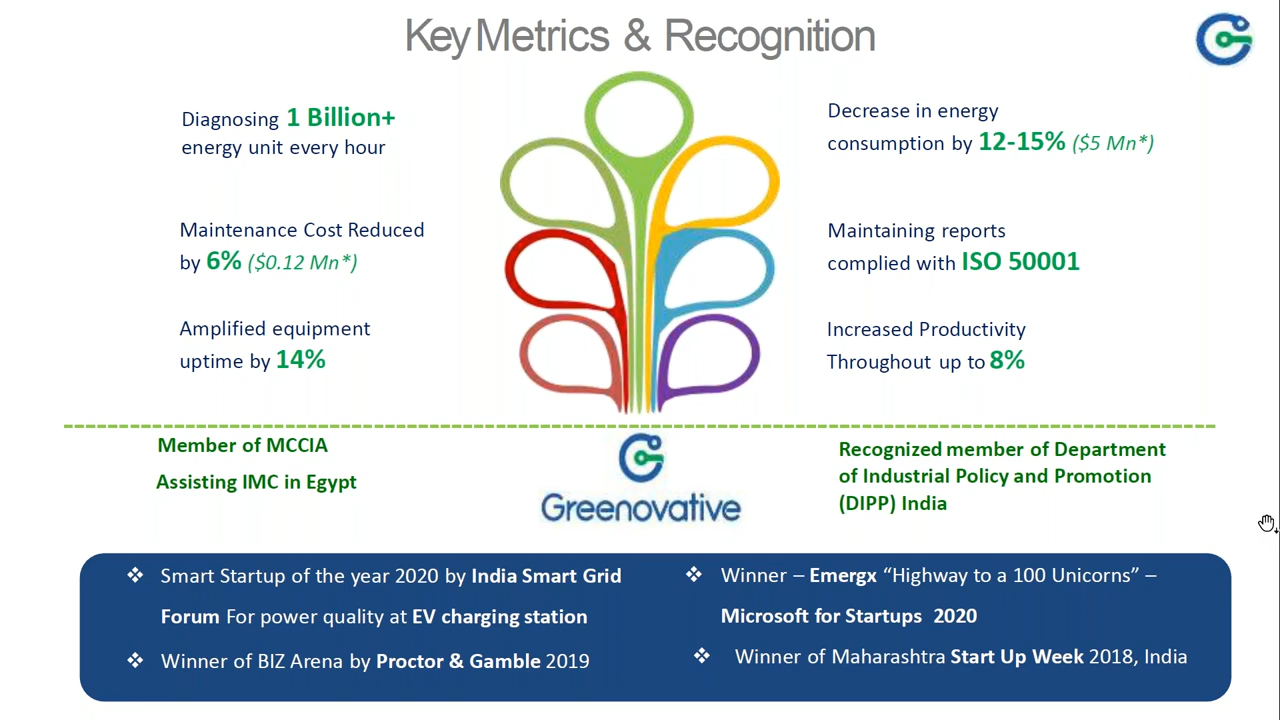 Key Metrics & Recognition
Diagnosing 1 Billion+
energy unit every hour
Maintenance Cost Reduced
by 6% ($0.12 Mn*)
Amplified equipment
uptime by 14%
Decrease in energy
consumption by 12-15% ($5 Mn*)
Maintaining reports
complied with ISO 50001
Increased Productivity
Throughout up to 8%
Member of MCCIA
Assisting IMC in Egypt
Greenovative
Recognized member of Department
of Industrial Policy and Promotion
(DIPP) India
❖ Smart Startup of the year 2020 by India Smart Grid
Forum For power quality at EV charging station
❖ Winner of BIZ Arena by Proctor & Gamble 2019
❖ Winner – Emergx “Highway to a 100 Unicorns” –
Microsoft for Startups 2020
❖ Winner of Maharashtra Start Up Week 2018, India